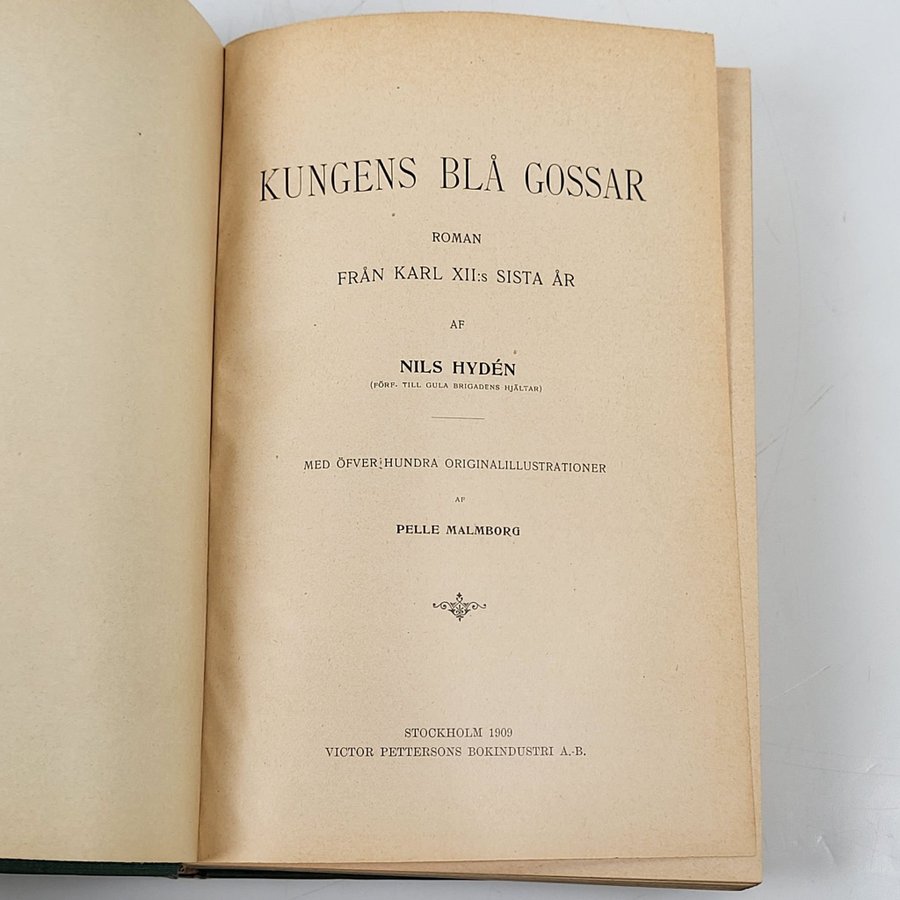 KUNGENS BLÅ GOSSAR
ROMAN
FRÅN KARL XII:s SISTA ÅR
AF
NILS HYDÉN
(FÖRF. TILL GULA BRIGADENS HJÄLTAR)
MED ÖFVER HUNDRA ORIGINALILLUSTRATIONER
AF
PELLE MALMBORG
STOCKHOLM 1909
VICTOR PETTERSONS BOKINDUSTRI A.-B.